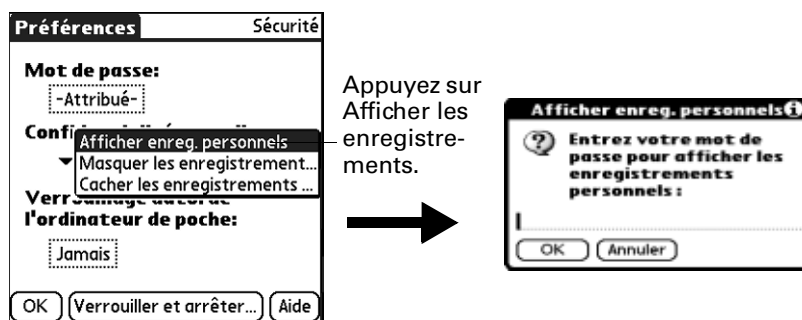 Préférences Sécurité
Mot de passe:
-Attribué-
Afficher enreg. personnels
Masquer les enregistrement...
Cacher les enregistrements ...
l'ordinateur de poche:
Jamais
OK Verrouiller et arrêter... Aide
Appuyez sur
Afficher les
enregistre-
ments.
Afficher enreg. personnels
Entrez votre mot de
passe pour afficher les
enregistrements
personnels :
OK Annuler